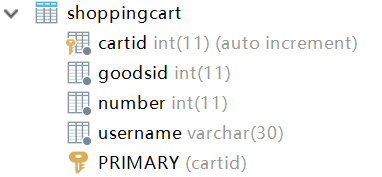 shoppingcart
cartid int(11) (auto increment)
goodsid int(11)
number int(11)
username varchar(30)
PRIMARY (cartid)